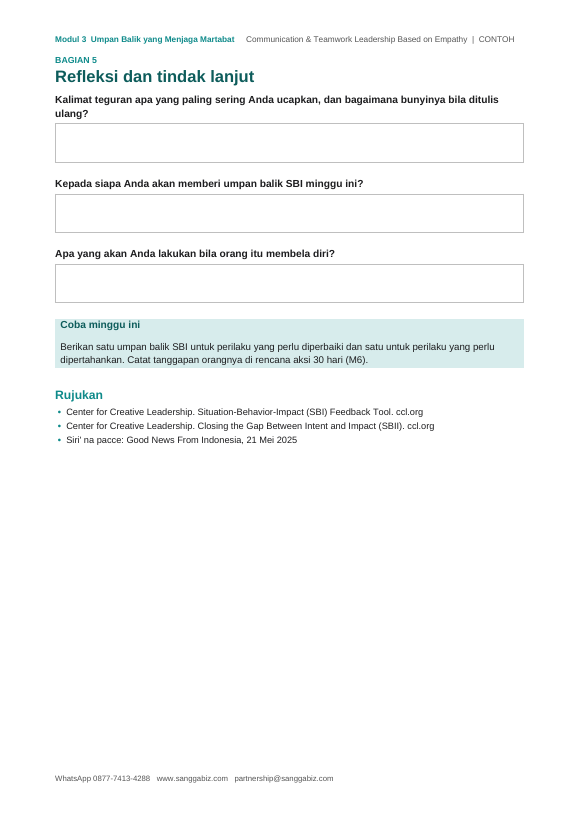 Modul 3  Umpan Balik yang Menjaga Martabat    Communication & Teamwork Leadership Based on Empathy  |  CONTOH
BAGIAN 5
Refleksi dan tindak lanjut
Kalimat teguran apa yang paling sering Anda ucapkan, dan bagaimana bunyinya bila ditulis
ulang?
Kepada siapa Anda akan memberi umpan balik SBI minggu ini?
Apa yang akan Anda lakukan bila orang itu membela diri?
Coba minggu ini
Berikan satu umpan balik SBI untuk perilaku yang perlu diperbaiki dan satu untuk perilaku yang perlu
dipertahankan. Catat tanggapan orangnya di rencana aksi 30 hari (M6).
Rujukan
• Center for Creative Leadership. Situation-Behavior-Impact (SBI) Feedback Tool. ccl.org
• Center for Creative Leadership. Closing the Gap Between Intent and Impact (SBII). ccl.org
• Siri' na pacce: Good News From Indonesia, 21 Mei 2025
WhatsApp 0877-7413-4288   www.sanggabiz.com   partnership@sanggabiz.com